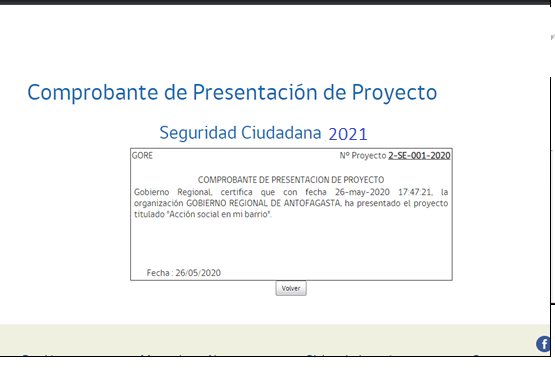 Comprobante de Presentación de Proyecto
Seguridad Ciudadana 2021
GORE Nº Proyecto 2-SE-001-2020
COMPROBANTE DE PRESENTACION DE PROYECTO
Gobierno Regional, certifica que con fecha 26-may-2020 17:47:21, la
organización GOBIERNO REGIONAL DE ANTOFAGASTA, ha presentado el proyecto
titulado "Acción social en mi barrio".
Fecha : 26/05/2020
Volver